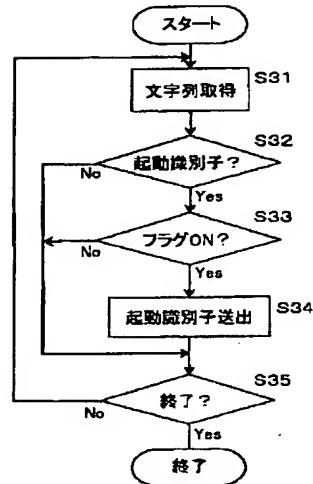 スタート
S31
文字列取得
S32
起動識別子？
No
Yes
S33
フラグON？
No
Yes
S34
起動識別子送出
S35
終了？
No
Yes
終了